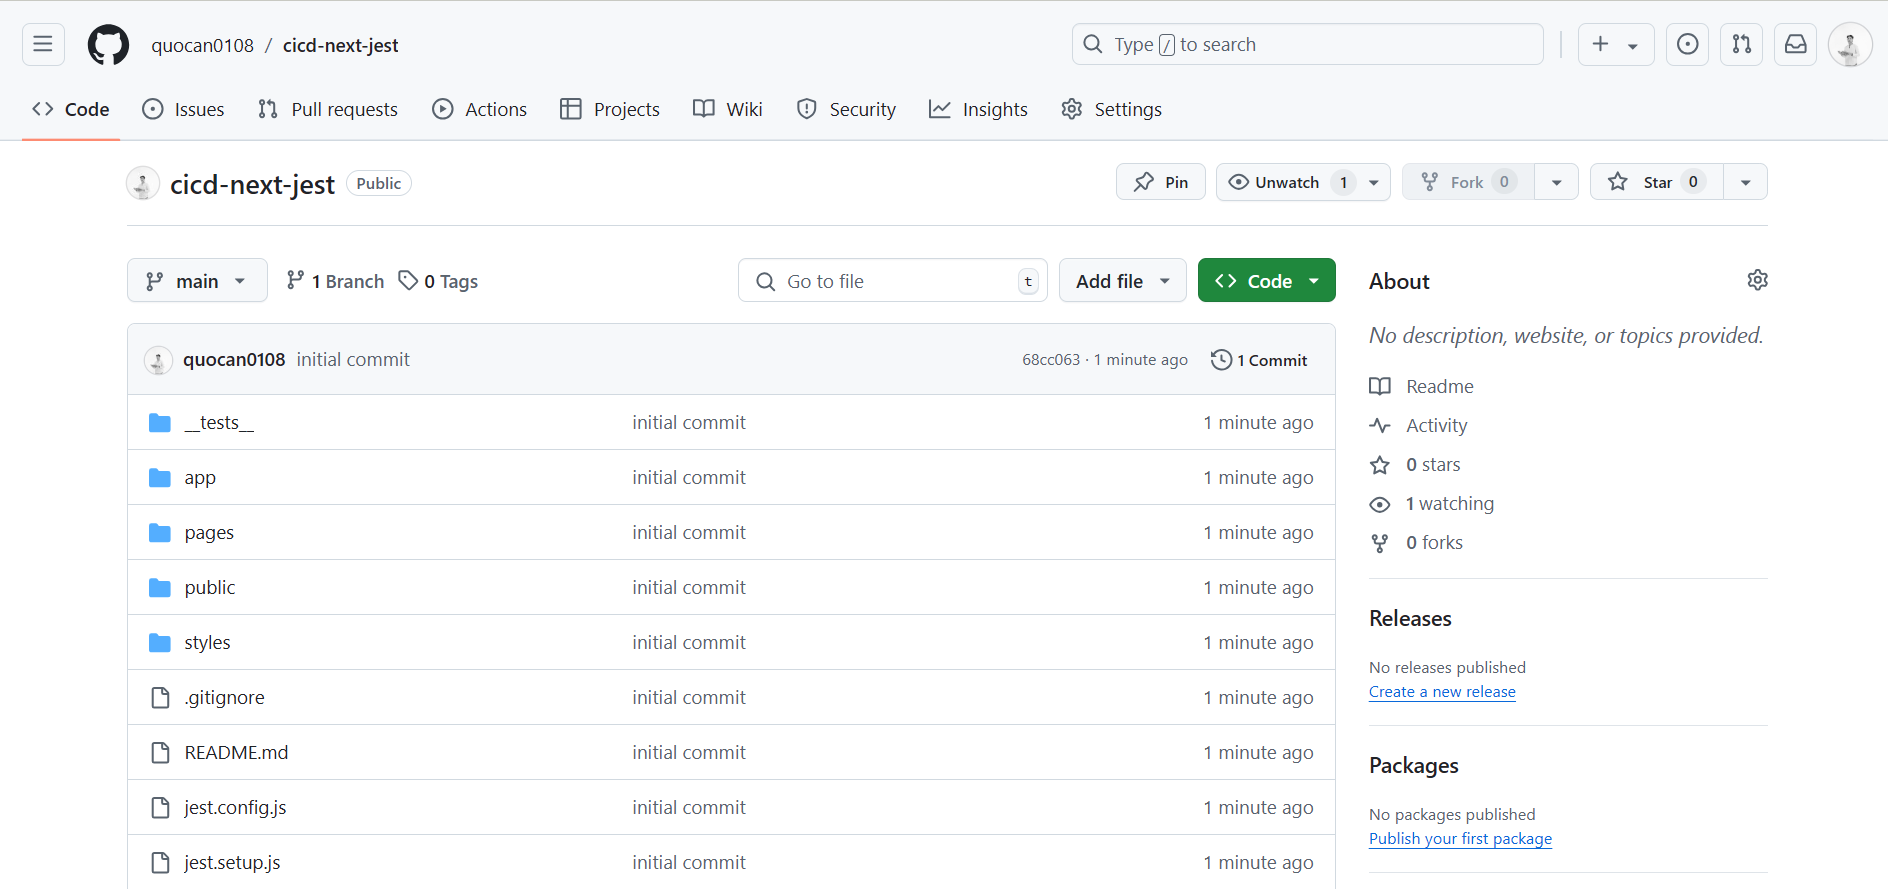 quocan0108 / cicd-next-jest
Type / to search
Code Issues Pull requests Actions Projects Wiki Security Insights Settings
cicd-next-jest Public
Pin Unwatch 1 Fork 0 Star 0
main 1 Branch 0 Tags Go to file t Add file Code
quocan0108 initial commit 68cc063 · 1 minute ago 1 Commit
__tests__ initial commit 1 minute ago
app initial commit 1 minute ago
pages initial commit 1 minute ago
public initial commit 1 minute ago
styles initial commit 1 minute ago
.gitignore initial commit 1 minute ago
README.md initial commit 1 minute ago
jest.config.js initial commit 1 minute ago
jest.setup.js initial commit 1 minute ago
About
No description, website, or topics provided.
Readme
Activity
0 stars
1 watching
0 forks
Releases
No releases published
Create a new release
Packages
No packages published
Publish your first package